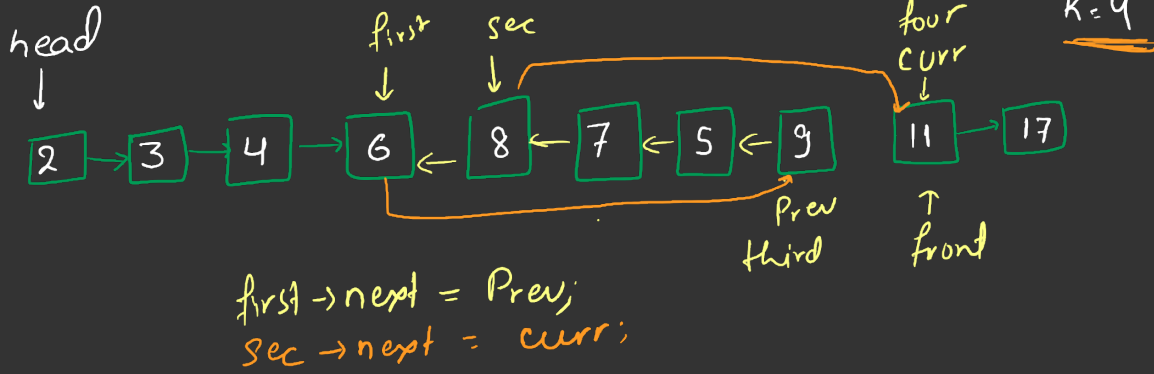 head
first
sec
four
curr
K = 4
2 3 4 6 8 7 5 9 11 17
Prev
third
front
first → next = Prev;
sec → next = curr;